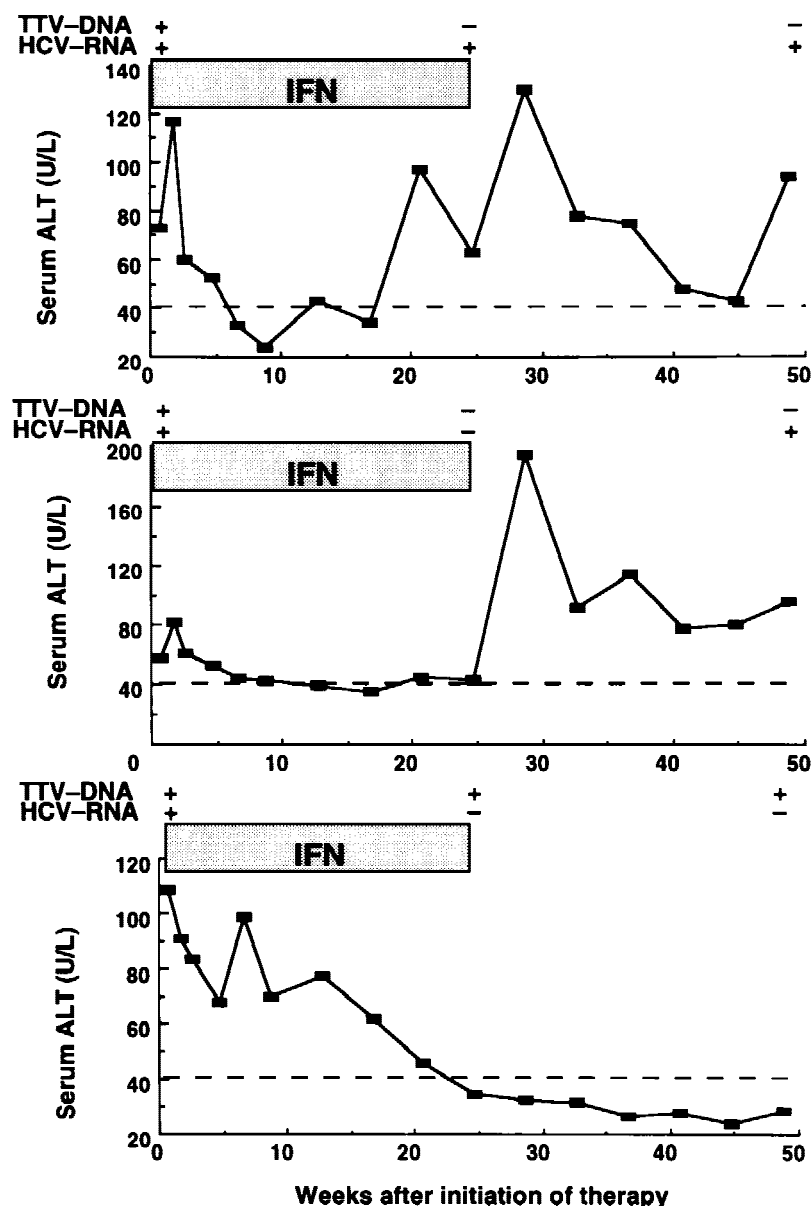 TTV–DNA + − −
HCV–RNA + + +
IFN
140
120
100
80
60
40
20
Serum ALT (U/L)
0 10 20 30 40 50
TTV–DNA + − −
HCV–RNA + − +
IFN
200
160
120
80
40
0
Serum ALT (U/L)
10 20 30 40 50
TTV–DNA + + +
HCV–RNA + − −
IFN
120
100
80
60
40
20
Serum ALT (U/L)
0 10 20 30 40 50
Weeks after initiation of therapy